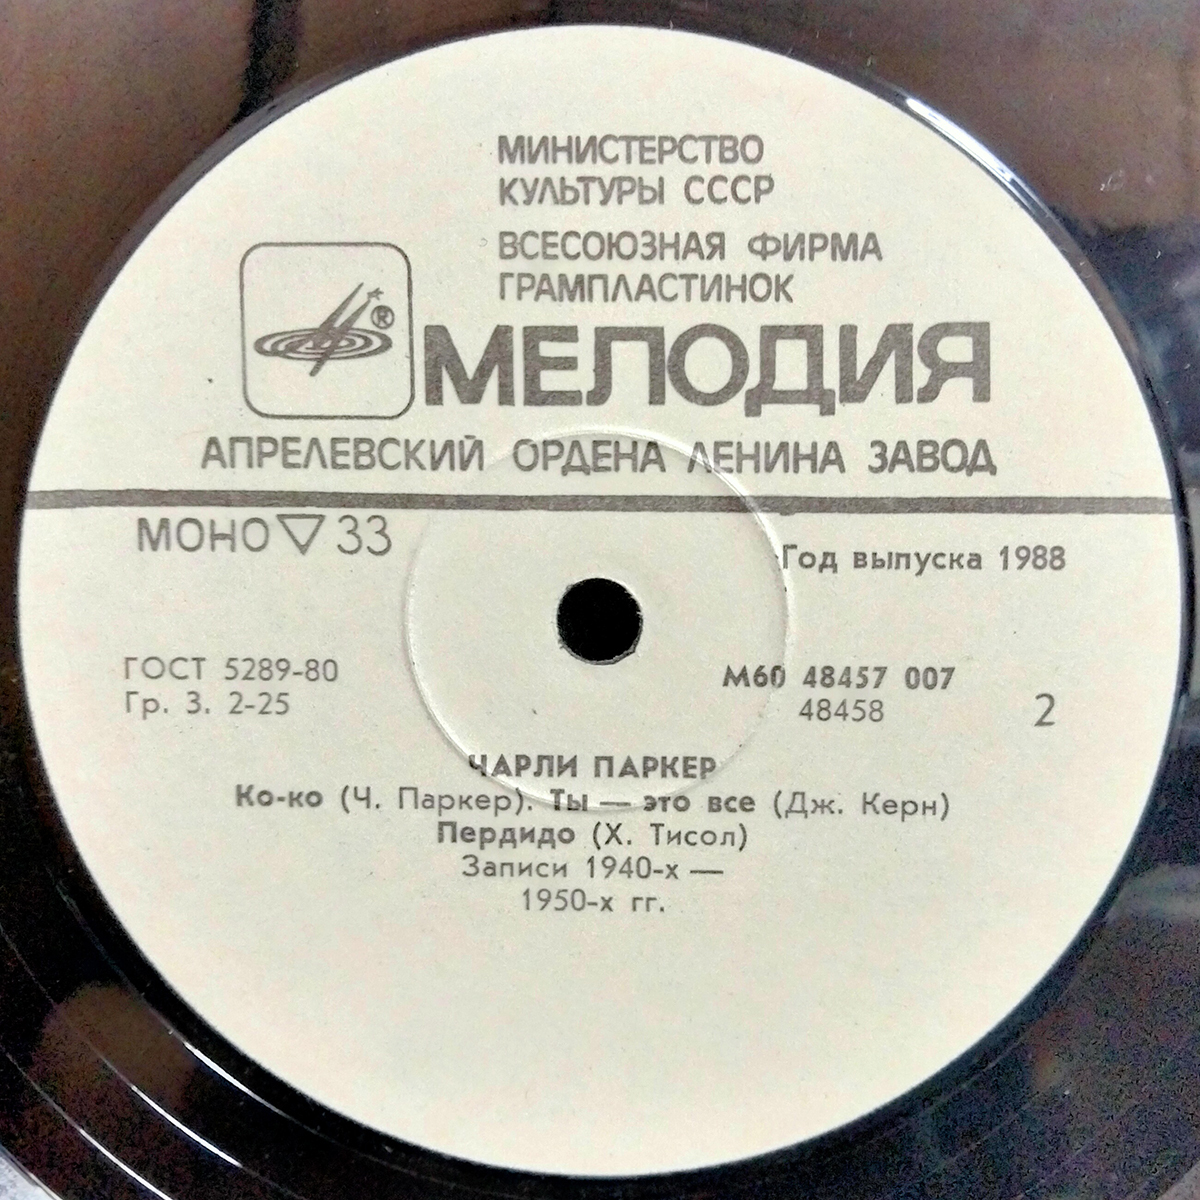 МИНИСТЕРСТВО
КУЛЬТУРЫ СССР
ВСЕСОЮЗНАЯ ФИРМА
ГРАМПЛАСТИНОК
®
МЕЛОДИЯ
АПРЕЛЕВСКИЙ ОРДЕНА ЛЕНИНА ЗАВОД
МОНО ▽ 33
Год выпуска 1988
ГОСТ 5289-80
Гр. 3. 2-25
М60 48457 007
48458
2
ЧАРЛИ ПАРКЕР
Ко-ко (Ч. Паркер). Ты — это все (Дж. Керн)
Пердидо (Х. Тисол)
Записи 1940-х —
1950-х гг.